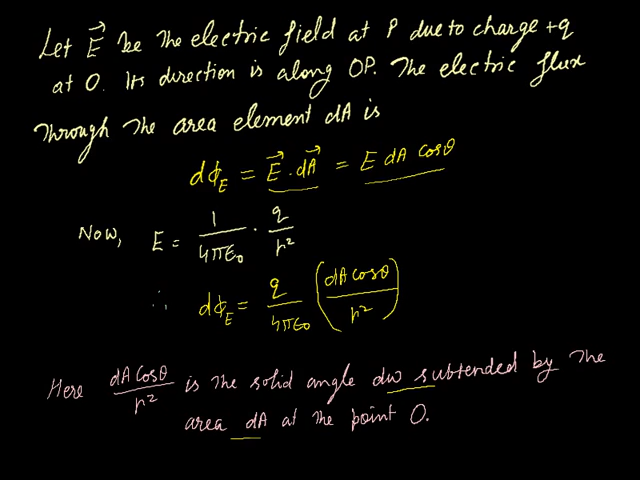 Let E⃗ be the electric field at P due to charge +q
at O. Its direction is along OP. The electric flux
through the area element dA is
dϕ_E = E⃗ · dA⃗ = E dA cosθ
Now, E = 1/4πε₀ · q/r²
∴ dϕ_E = q/4πε₀ (dA cosθ/r²)
Here dA Cosθ/r² is the solid angle dω subtended by the
area dA at the point O.